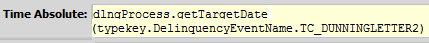 Time Absolute: dlnqProcess.getTargetDate
(typekey.DelinquencyEventName.TC_DUNNINGLETTER2)